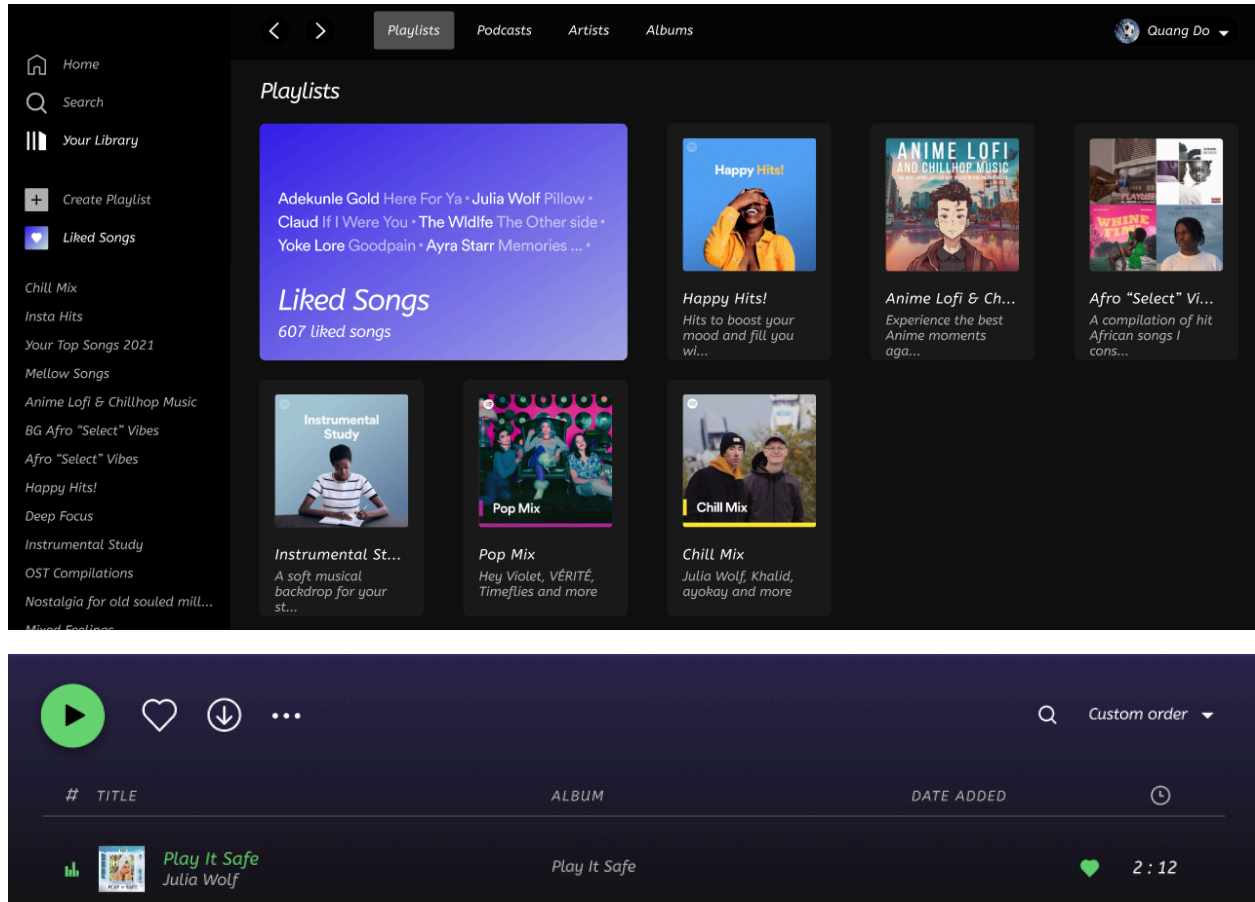 Playlists Podcasts Artists Albums Quang Do
Home
Search
Your Library
Create Playlist
Liked Songs
Chill Mix
Insta Hits
Your Top Songs 2021
Mellow Songs
Anime Lofi & Chillhop Music
BG Afro “Select” Vibes
Afro “Select” Vibes
Happy Hits!
Deep Focus
Instrumental Study
OST Compilations
Nostalgia for old souled mill...
Mixed Feelings
Playlists
Adekunle Gold Here For Ya • Julia Wolf Pillow •
Claud If I Were You • The Wldlfe The Other side •
Yoke Lore Goodpain • Ayra Starr Memories ... •
Liked Songs
607 liked songs
Happy Hits!
Happy Hits!
Hits to boost your
mood and fill you
wi...
ANIME LOFI
AND CHILLHOP MUSIC
Anime Lofi & Ch...
Experience the best
Anime moments
aga...
WHINE
TIME
Afro “Select” Vi...
A compilation of hit
African songs I
cons...
Instrumental
Study
Instrumental St...
A soft musical
backdrop for your
st...
Pop Mix
Pop Mix
Hey Violet, VÉRITÉ,
Timeflies and more
Chill Mix
Chill Mix
Julia Wolf, Khalid,
ayokay and more
Custom order
# TITLE ALBUM DATE ADDED
Play It Safe
Julia Wolf
Play It Safe
2 : 12